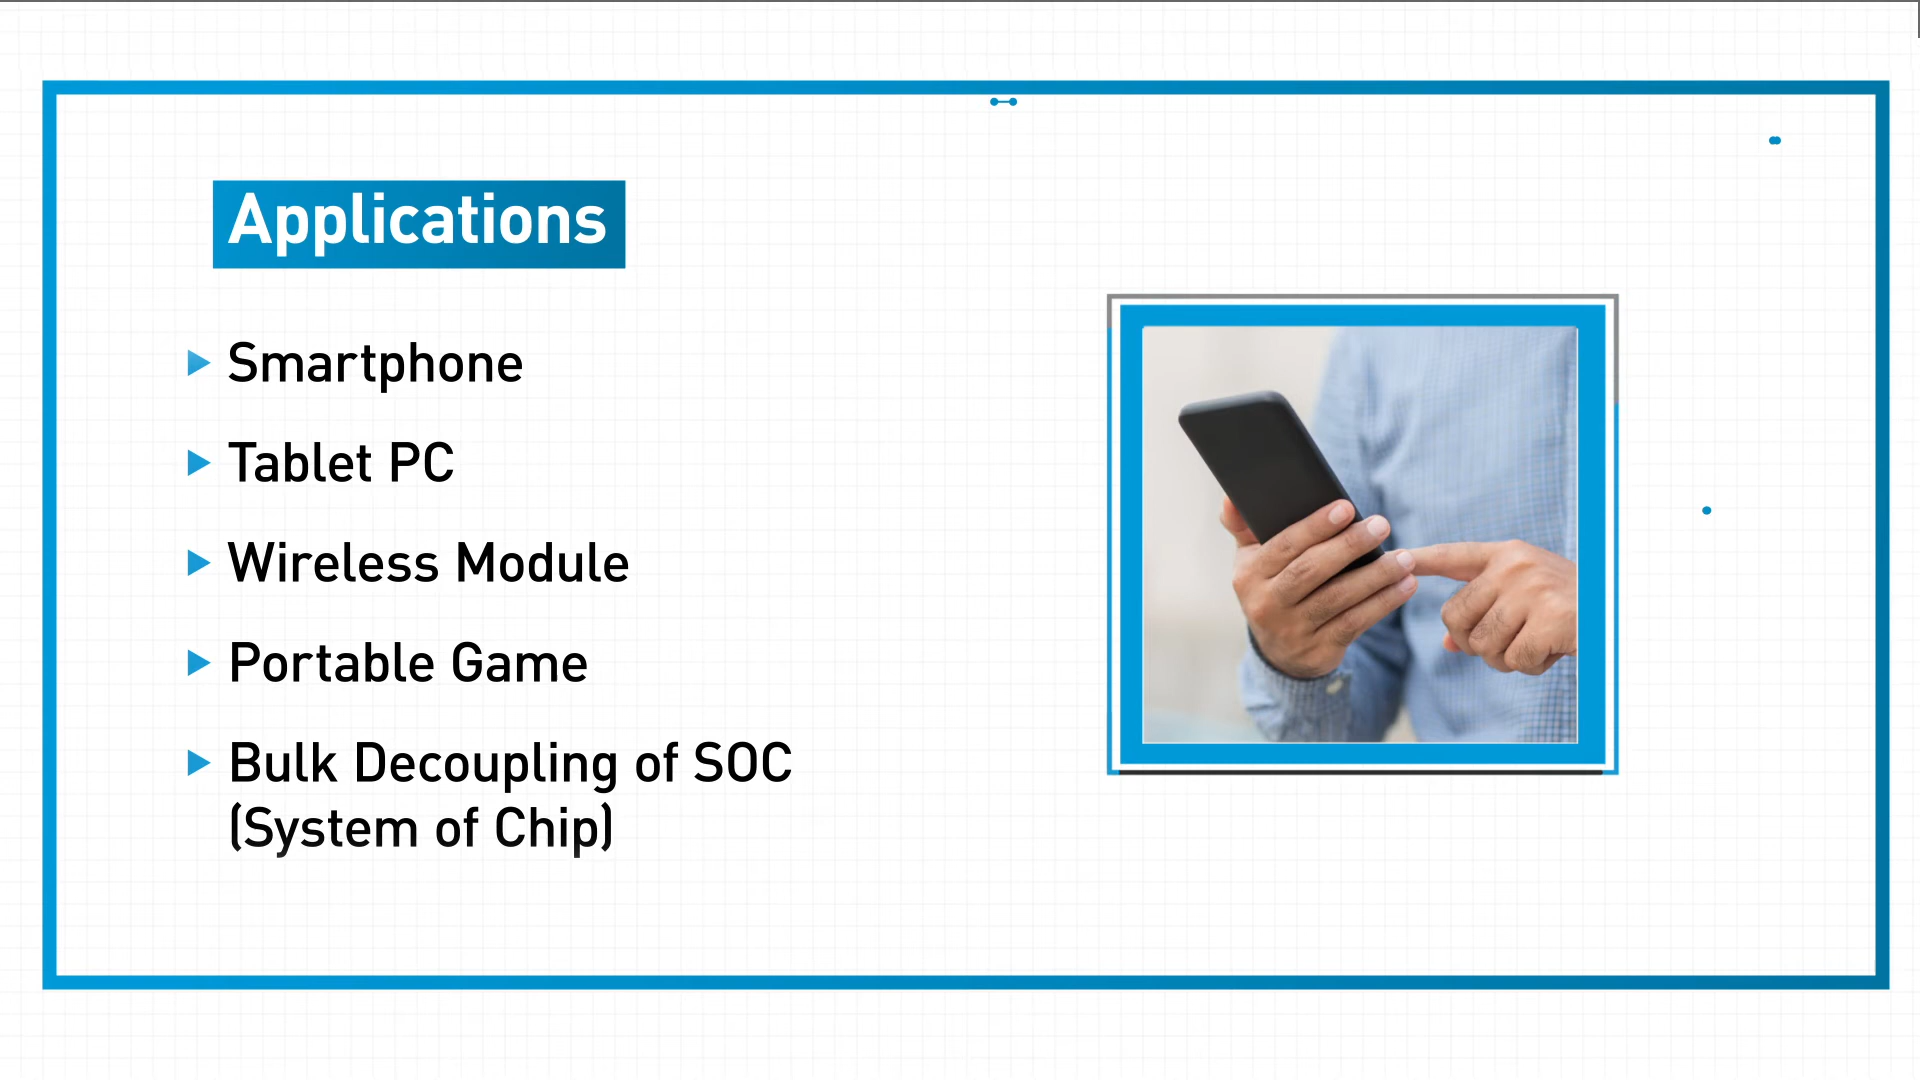 Applications
Smartphone
Tablet PC
Wireless Module
Portable Game
Bulk Decoupling of SOC
(System of Chip)